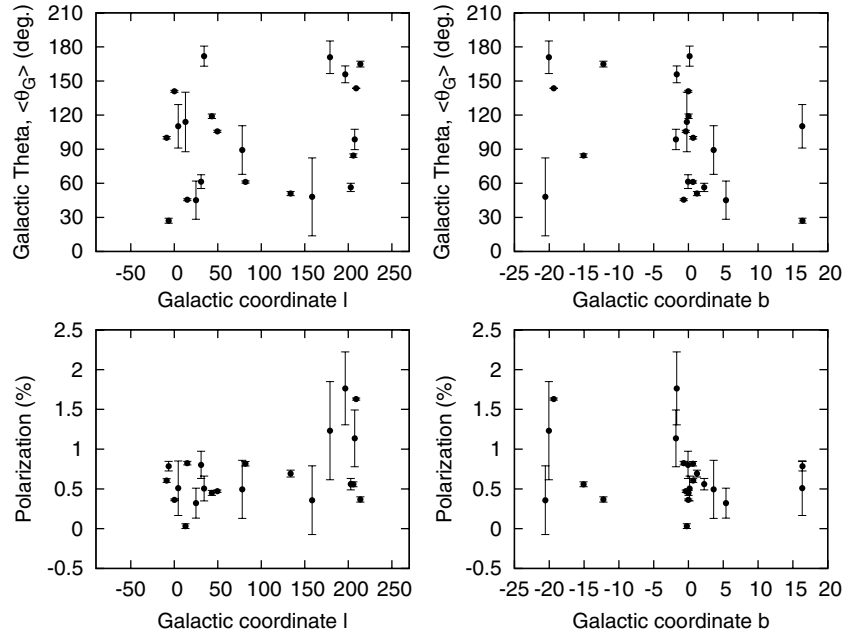 210
180
150
120
90
60
30
0
Galactic Theta, <θG> (deg.)
-50 0 50 100 150 200 250
Galactic coordinate l
210
180
150
120
90
60
30
0
Galactic Theta, <θG> (deg.)
-25 -20 -15 -10 -5 0 5 10 15 20
Galactic coordinate b
2.5
2
1.5
1
0.5
0
-0.5
Polarization (%)
-50 0 50 100 150 200 250
Galactic coordinate l
2.5
2
1.5
1
0.5
0
-0.5
Polarization (%)
-25 -20 -15 -10 -5 0 5 10 15 20
Galactic coordinate b